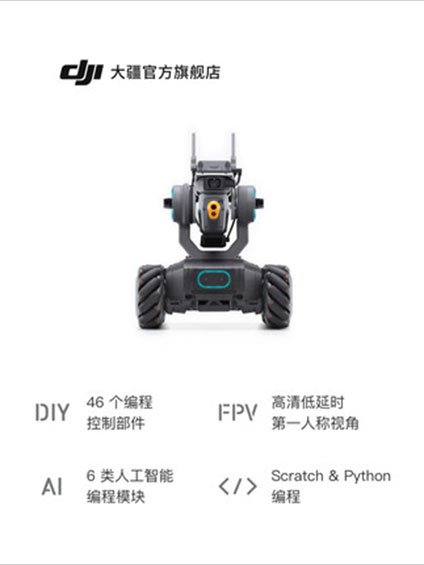 dji 大疆官方旗舰店
DIY
46 个编程
控制部件
FPV
高清低延时
第一人称视角
AI
6 类人工智能
编程模块
</>
Scratch & Python
编程